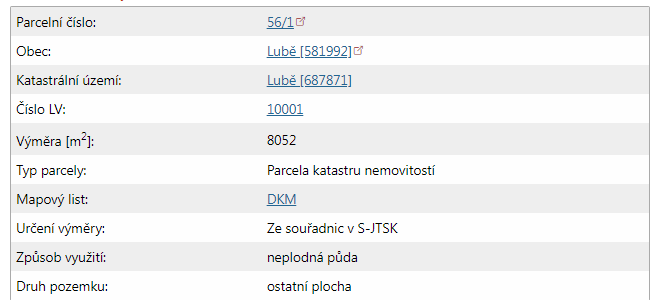 Parcelní číslo: 56/1
Obec: Lubě [581992]
Katastrální území: Lubě [687871]
Číslo LV: 10001
Výměra [m2]: 8052
Typ parcely: Parcela katastru nemovitostí
Mapový list: DKM
Určení výměry: Ze souřadnic v S-JTSK
Způsob využití: neplodná půda
Druh pozemku: ostatní plocha